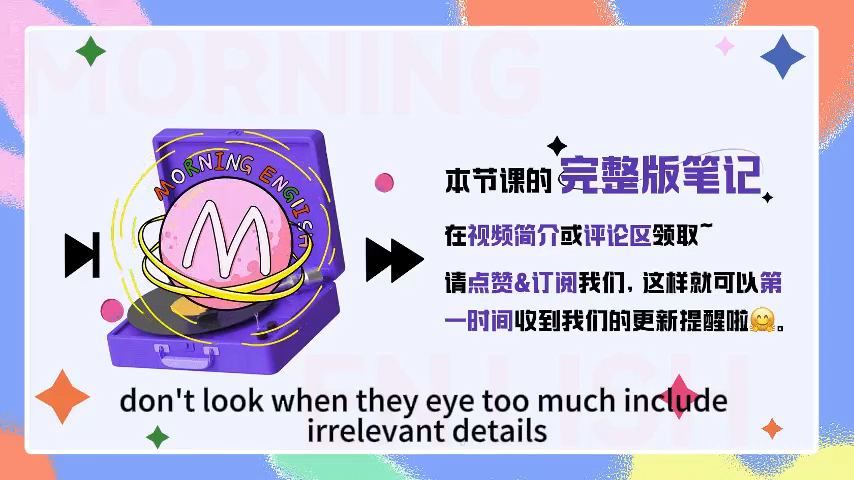 MORNING
MORNING ENGLISH
M
本节课的 完整版笔记
在视频简介或评论区领取~
请点赞&订阅我们，这样就可以第
一时间收到我们的更新提醒啦🤗。
ENGLISH
don't look when they eye too much include
irrelevant details